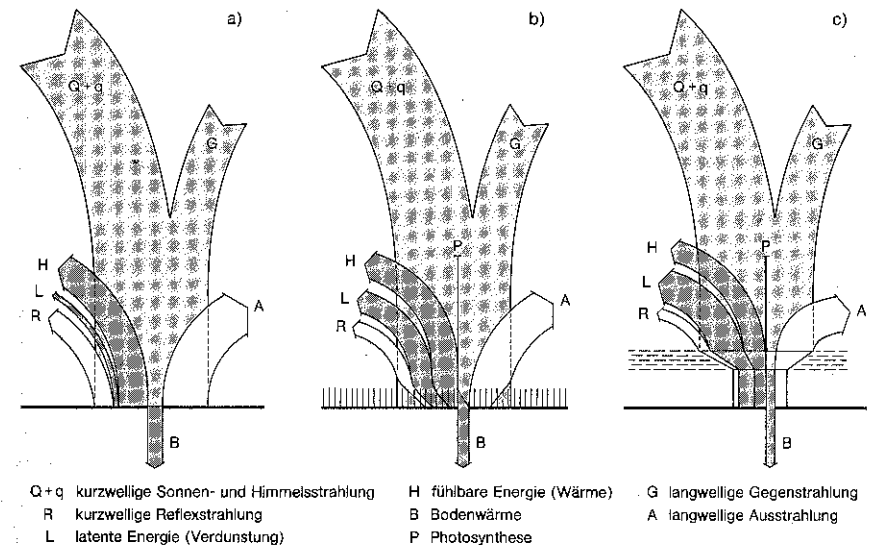 a) b) c)
Q+q Q+q Q+q
G G G
P P
H H H
L L L
R R R
A A A
B B B
Q+q kurzwellige Sonnen- und Himmelsstrahlung H fühlbare Energie (Wärme) G langwellige Gegenstrahlung
R kurzwellige Reflexstrahlung B Bodenwärme A langwellige Ausstrahlung
L latente Energie (Verdunstung) P Photosynthese